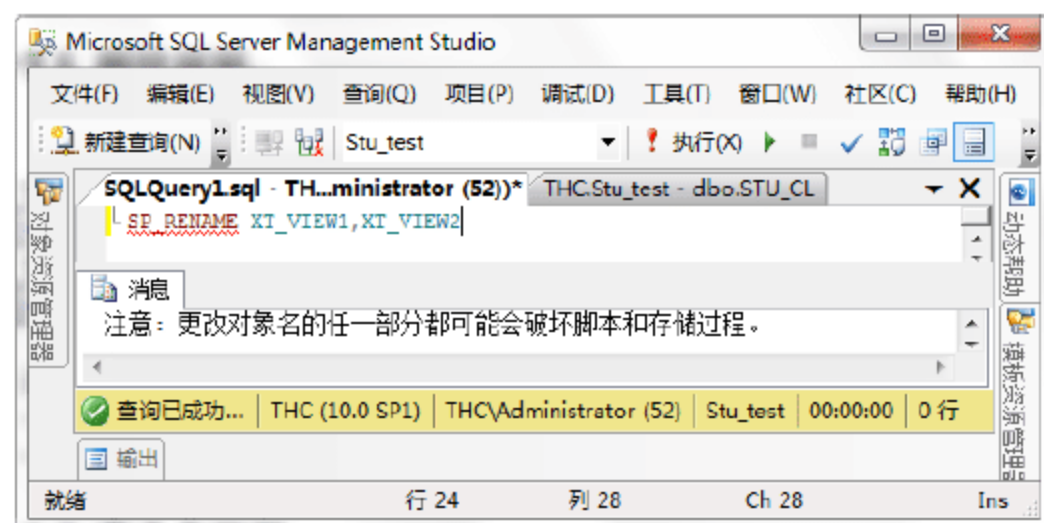 Microsoft SQL Server Management Studio
文件(F) 编辑(E) 视图(V) 查询(Q) 项目(P) 调试(D) 工具(T) 窗口(W) 社区(C) 帮助(H)
新建查询(N) Stu_test 执行(X)
SQLQuery1.sql - TH...ministrator (52))* THC.Stu_test - dbo.STU_CL
SP_RENAME XT_VIEW1,XT_VIEW2
消息
注意: 更改对象名的任一部分都可能会破坏脚本和存储过程。
查询已成功... THC (10.0 SP1) THC\Administrator (52) Stu_test 00:00:00 0 行
输出
就绪 行 24 列 28 Ch 28 Ins
对象资源管理器
动态帮助
模板资源管理器